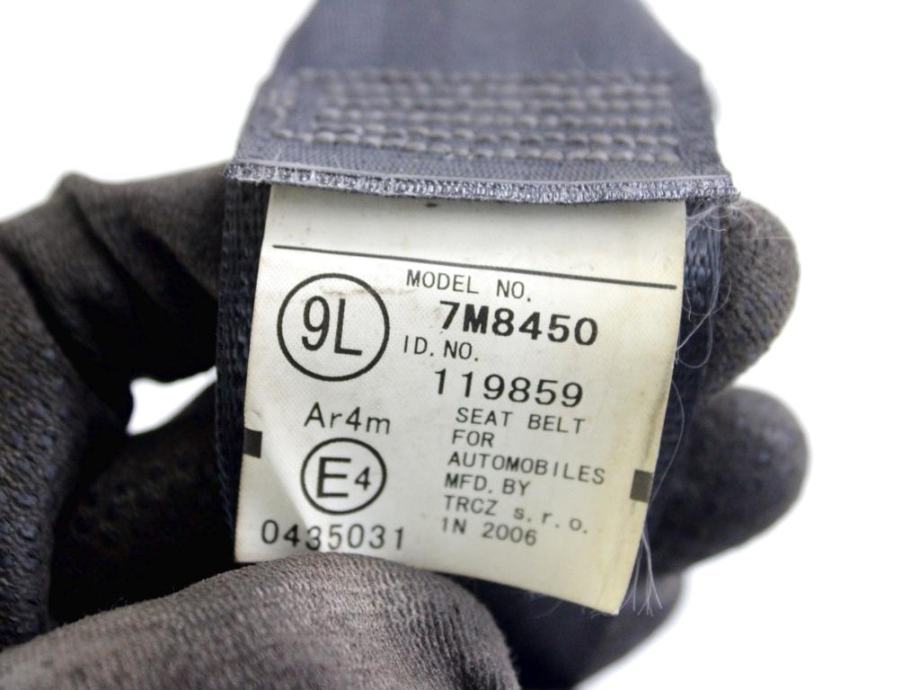 MODEL NO.
9L
7M8450
ID. NO.
119859
Ar4m
SEAT BELT
FOR
AUTOMOBILES
E4
MFD. BY
TRCZ s.r.o.
IN 2006
0435031